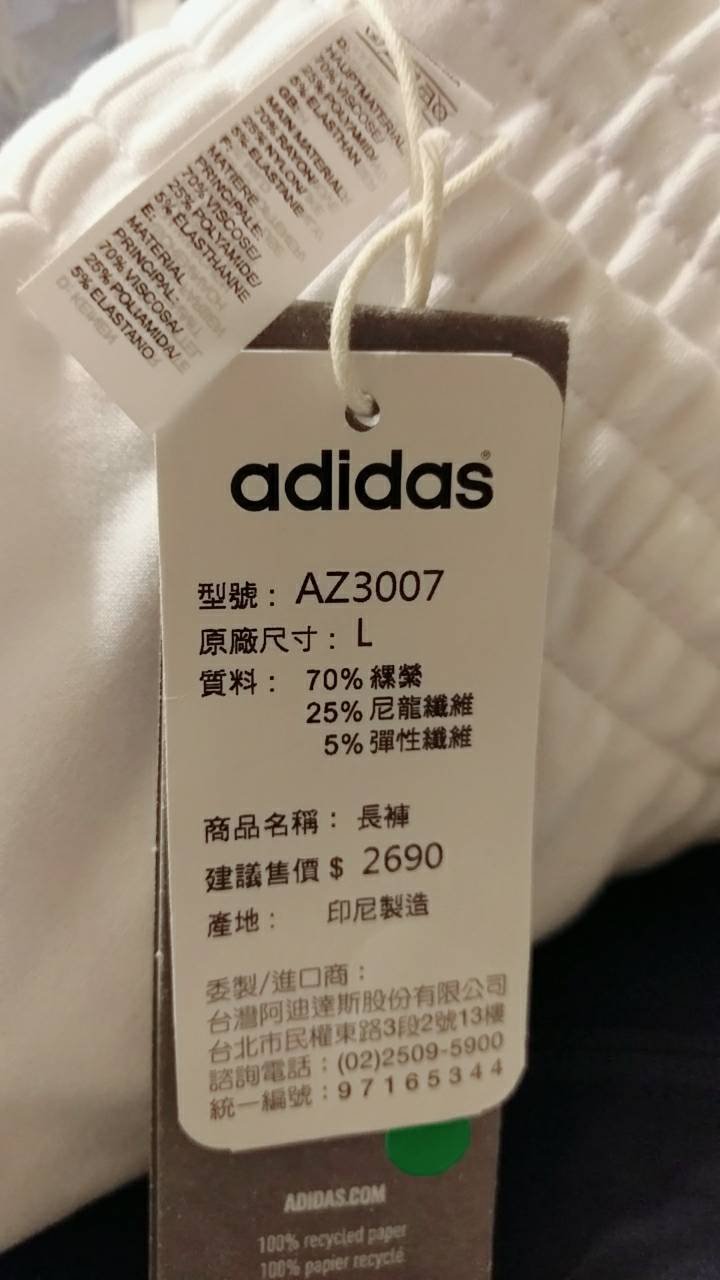 D:
HAUPTMATERIAL:
70% VISCOSE/
25% POLYAMID/
5% ELASTHAN
GB:
MAIN MATERIAL:
70% RAYON/
25% NYLON/
5% ELASTANE
F:
MATIERE
PRINCIPALE:
70% VISCOSE/
25% POLYAMIDE/
5% ELASTHANNE
E:
MATERIAL
PRINCIPAL:
70% VISCOSA/
25% POLIAMIDA/
5% ELASTANO
adidas®
型號： AZ3007
原廠尺寸： L
質料： 70% 縲縈
25% 尼龍纖維
5% 彈性纖維
商品名稱： 長褲
建議售價 $ 2690
產地： 印尼製造
委製/進口商：
台灣阿迪達斯股份有限公司
台北市民權東路3段2號13樓
諮詢電話：(02)2509-5900
統一編號：97165344
ADIDAS.COM
100% recycled paper
100% papier recyclé